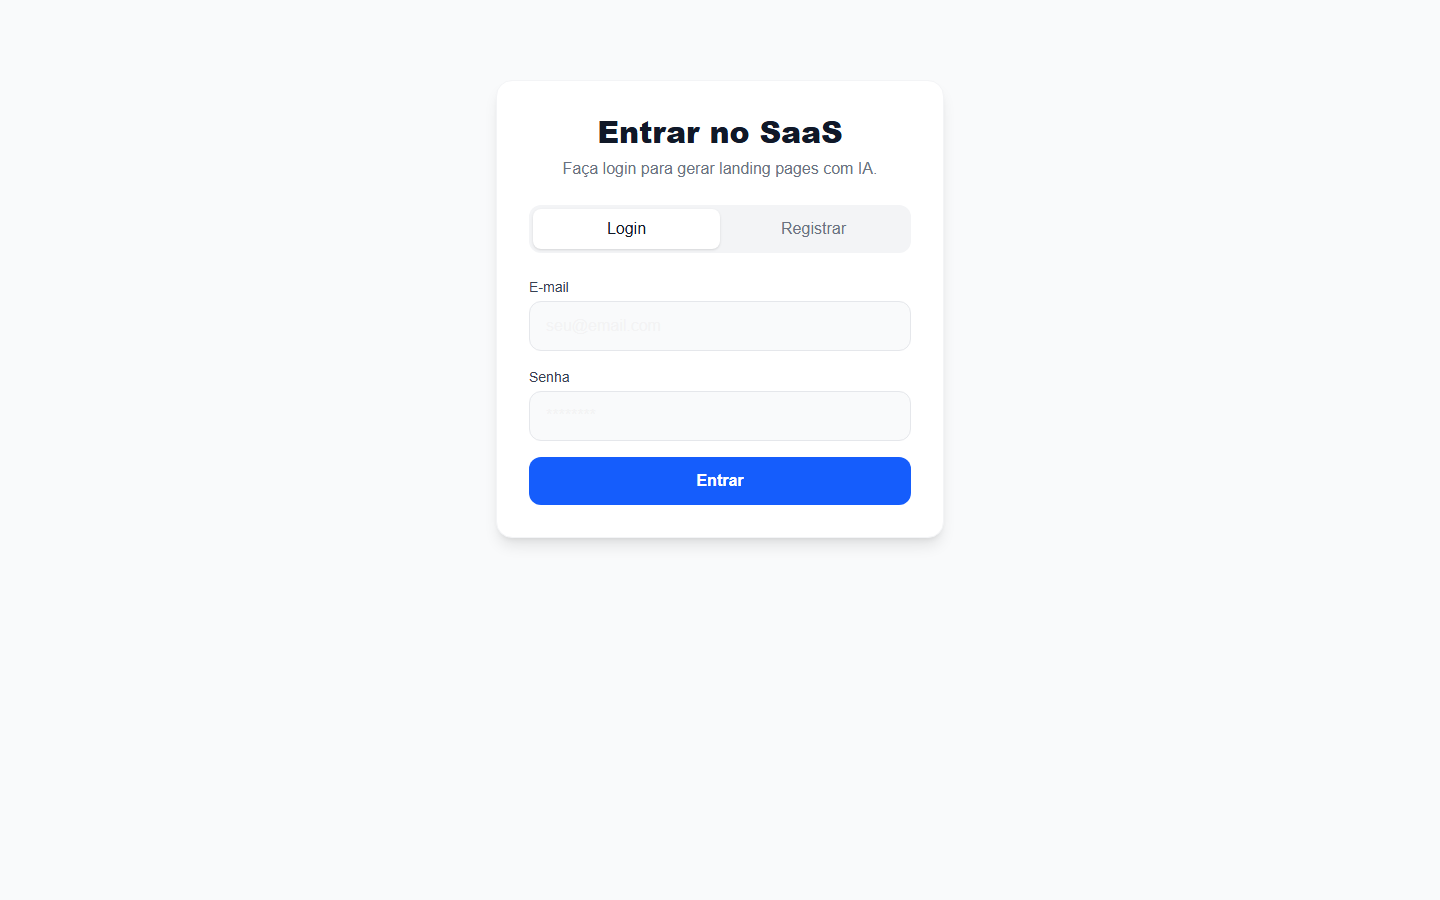 Entrar no SaaS
Faça login para gerar landing pages com IA.
Login
Registrar
E-mail
seu@email.com
Senha
********
Entrar